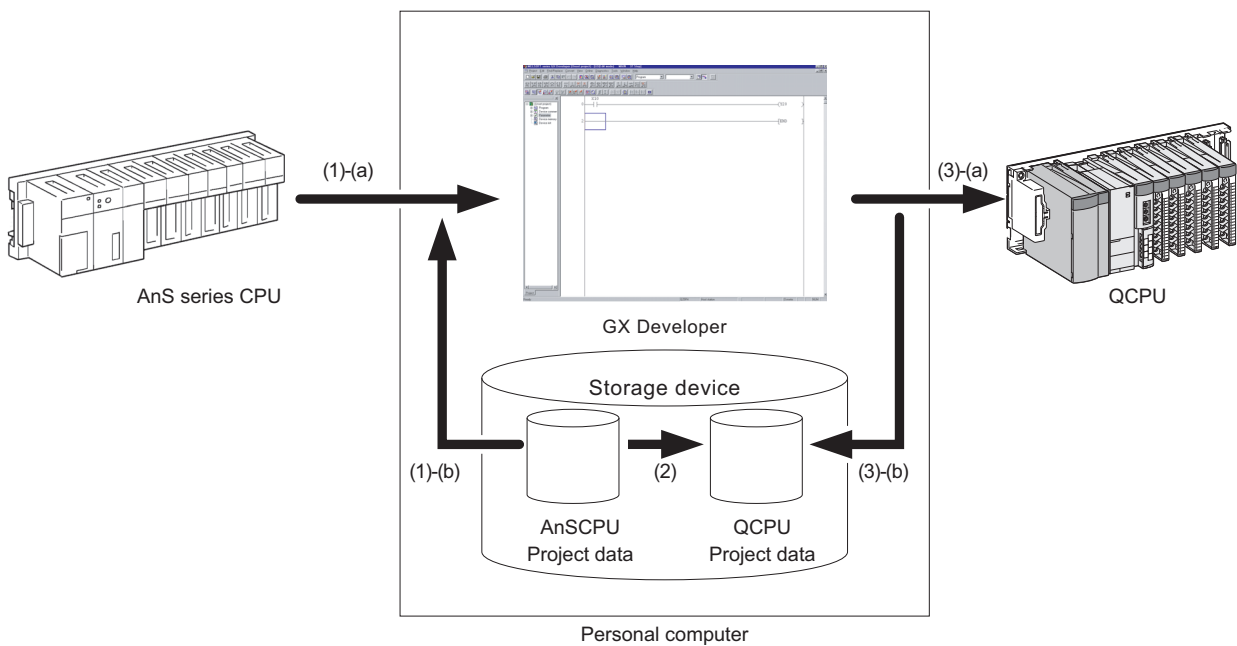 (1)-(a)
(3)-(a)
AnS series CPU
QCPU
GX Developer
Storage device
(1)-(b)
(2)
(3)-(b)
AnSCPU
Project data
QCPU
Project data
Personal computer